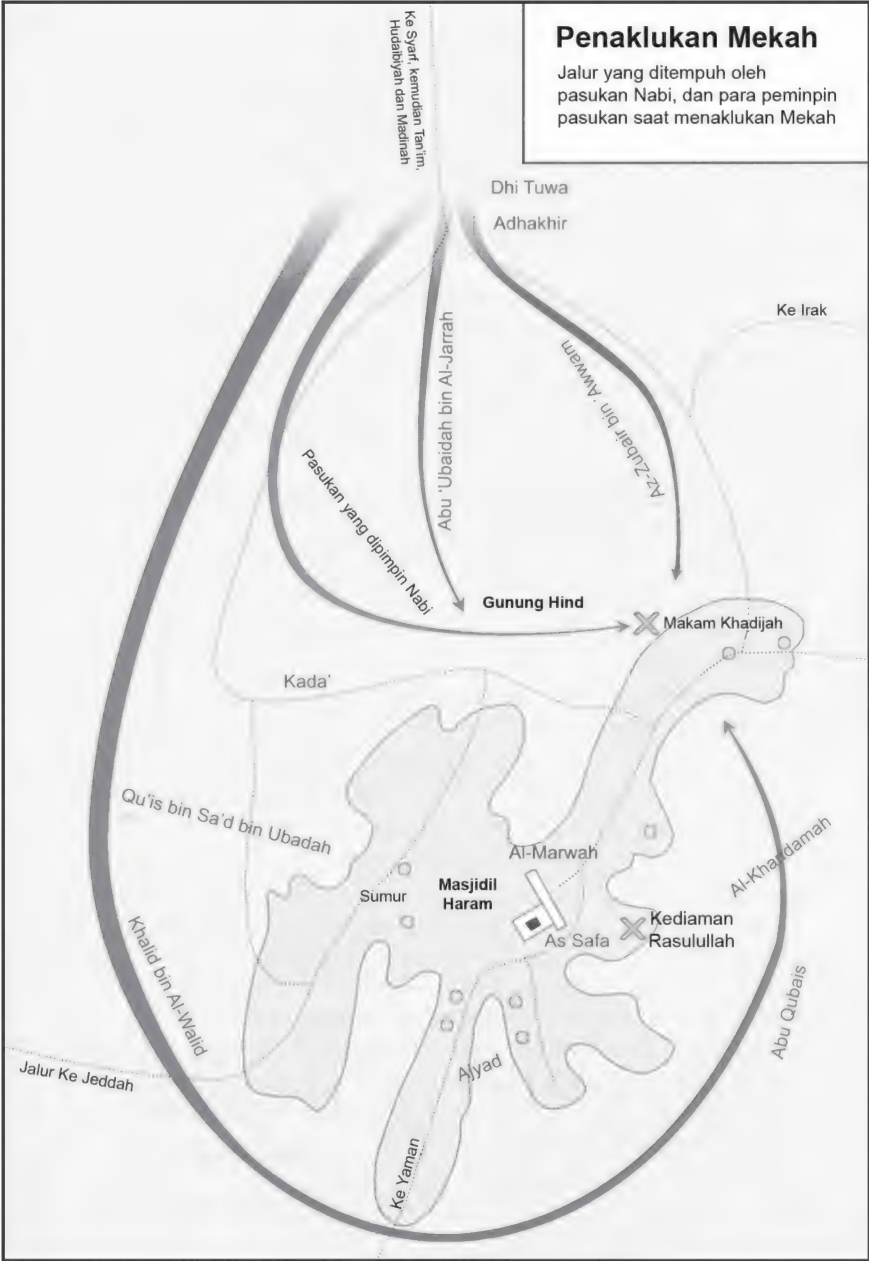 Penaklukan Mekah
Jalur yang ditempuh oleh
pasukan Nabi, dan para peminpin
pasukan saat menaklukan Mekah
Ke Syarf, kemudian Tan'im,
Hudaibiyah dan Madinah
Dhi Tuwa
Adhakhir
Ke Irak
Abu 'Ubaidah bin Al-Jarrah
Az-Zubair bin 'Awwam
Pasukan yang dipimpin Nabi
Gunung Hind
Makam Khadijah
Kada'
Qu'is bin Sa'd bin Ubadah
Al-Marwah
Al-Khandamah
Sumur
Masjidil
Haram
As Safa
Kediaman
Rasulullah
Khalid bin Al-Walid
Abu Qubais
Jalur Ke Jeddah
Ajyad
Ke Yaman